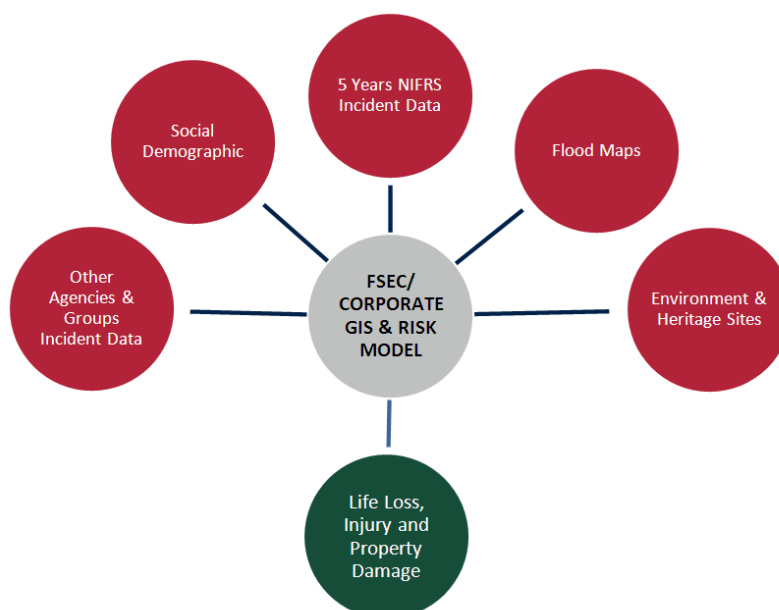 5 Years NIFRS
Incident Data
Social
Demographic
Flood Maps
Other
Agencies &
Groups
Incident Data
FSEC/
CORPORATE
GIS & RISK
MODEL
Environment &
Heritage Sites
Life Loss,
Injury and
Property
Damage